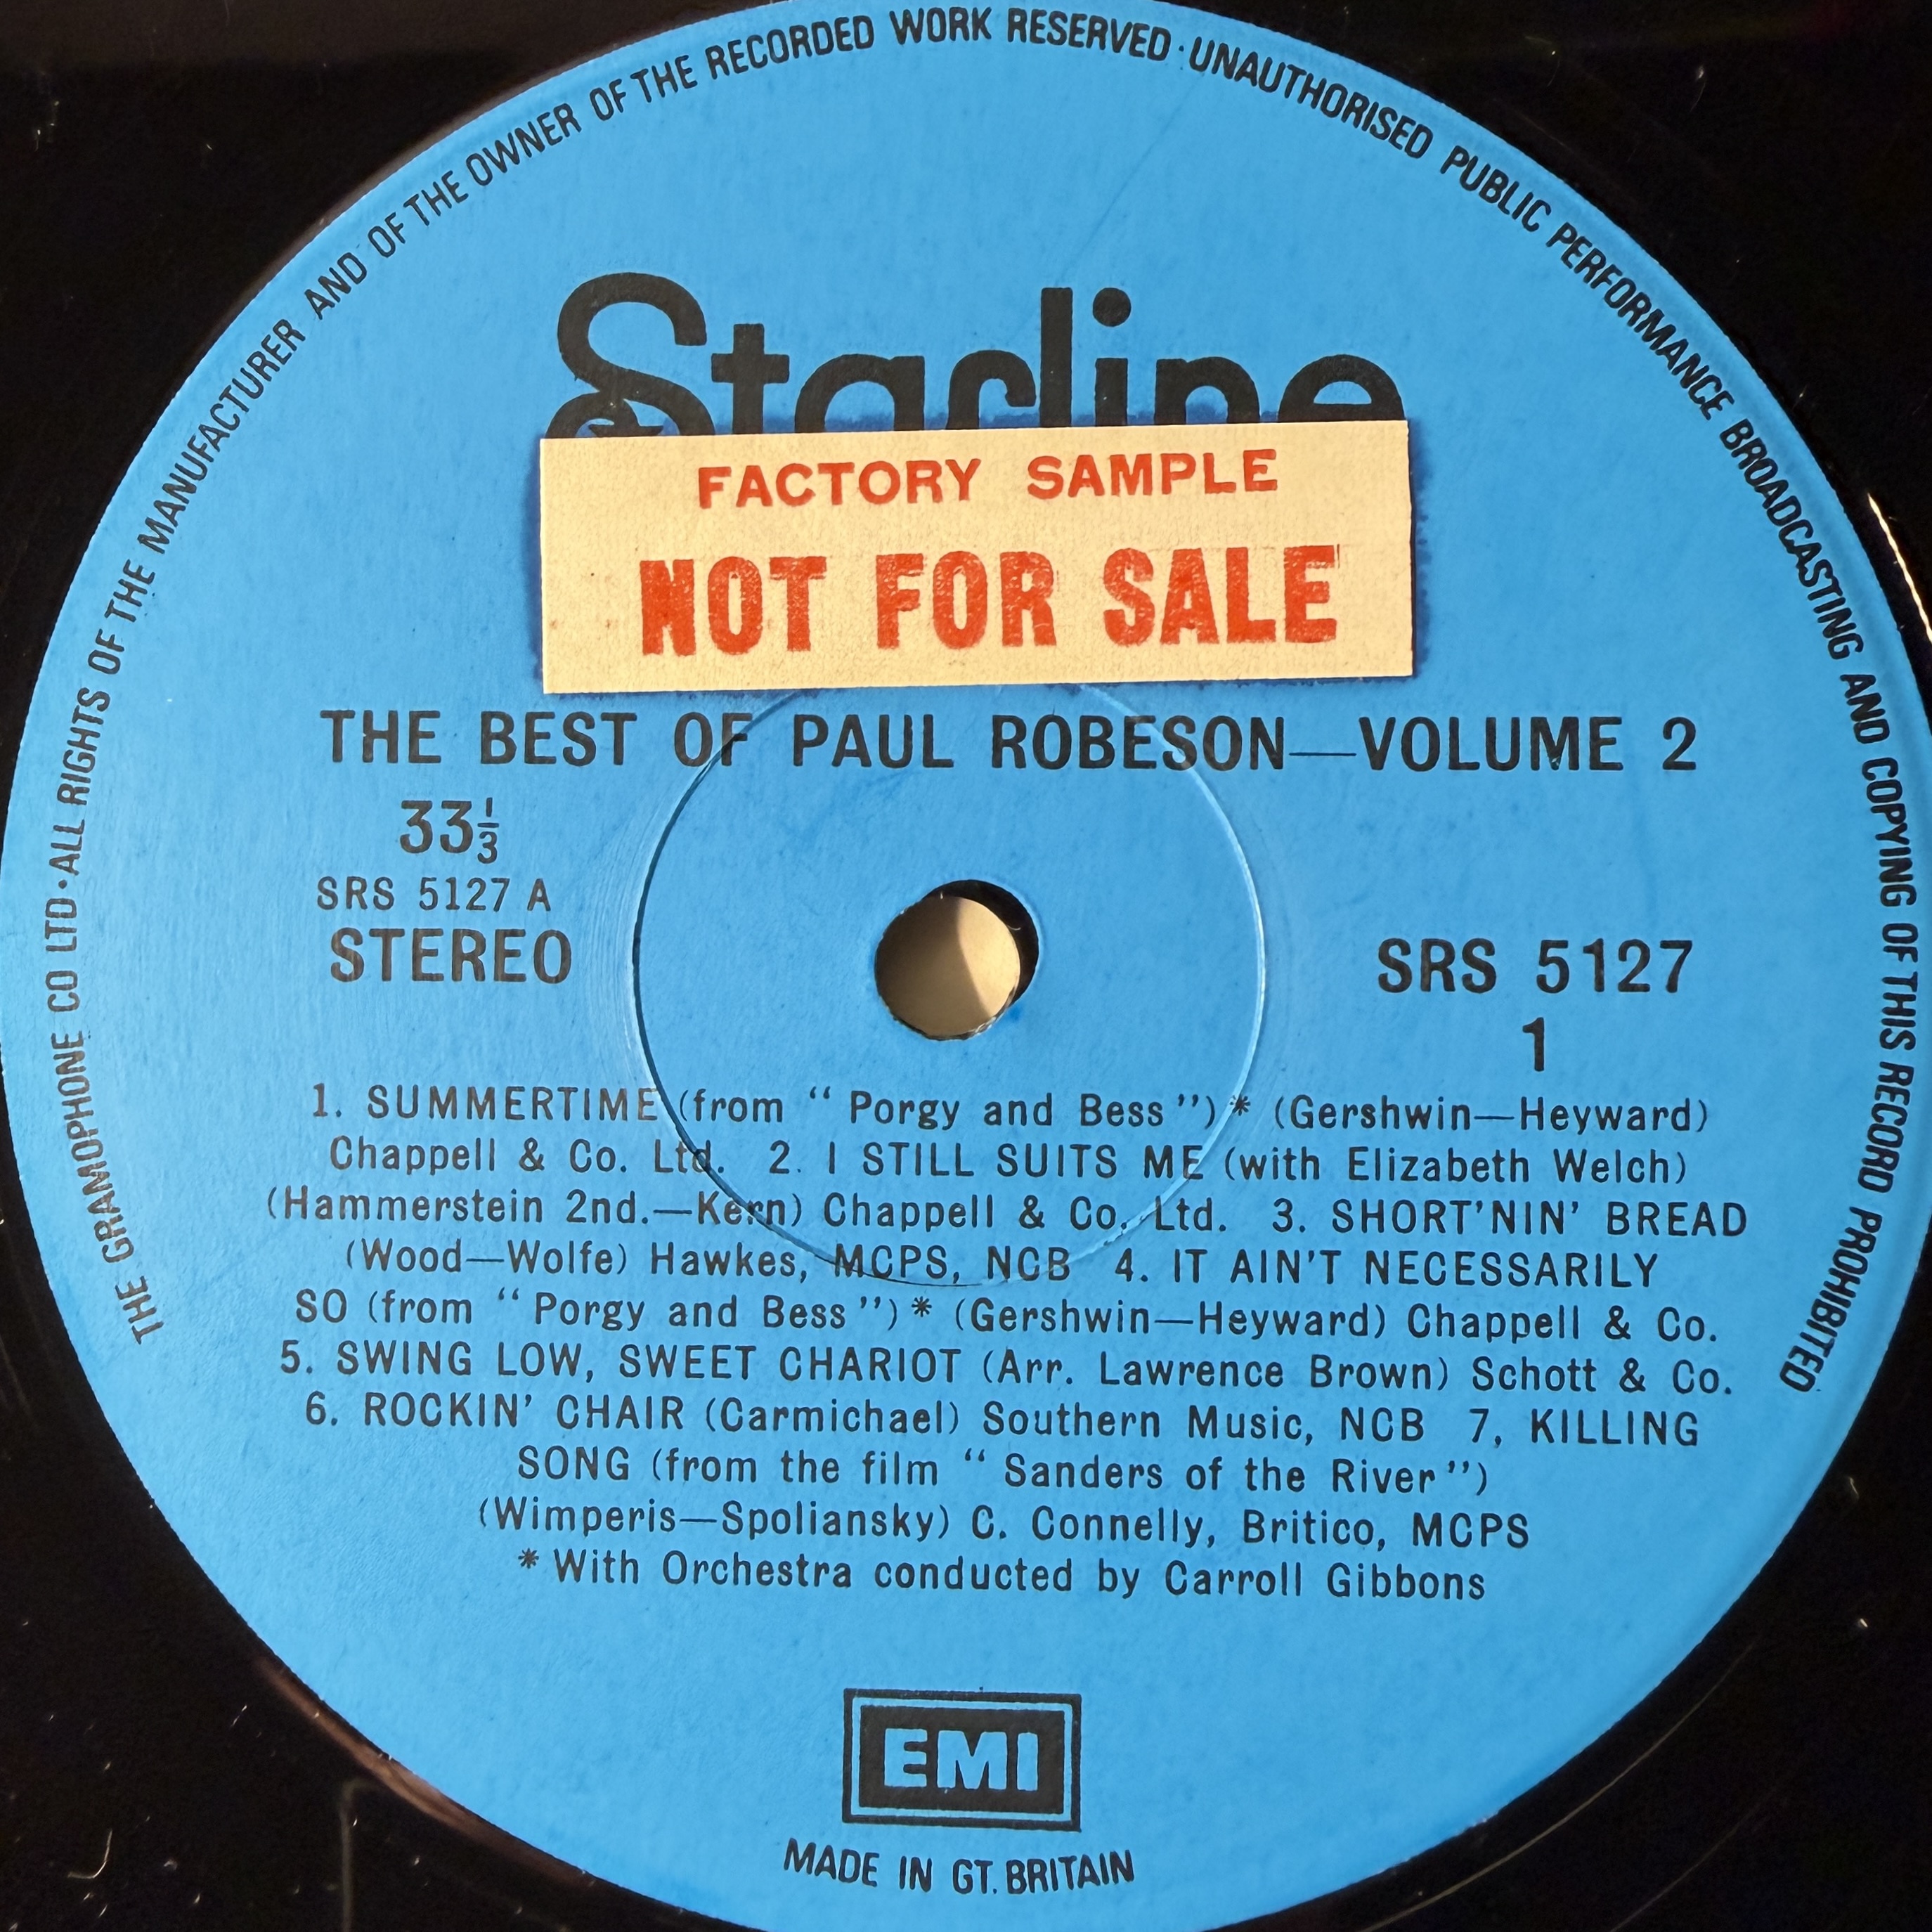 THE GRAMOPHONE CO LTD · ALL RIGHTS OF THE MANUFACTURER AND OF THE OWNER OF THE RECORDED WORK RESERVED · UNAUTHORISED PUBLIC PERFORMANCE BROADCASTING AND COPYING OF THIS RECORD PROHIBITED
Starline
FACTORY SAMPLE
NOT FOR SALE
THE BEST OF PAUL ROBESON—VOLUME 2
33⅓
SRS 5127 A
STEREO
SRS 5127
1
1. SUMMERTIME (from “ Porgy and Bess ”) * (Gershwin—Heyward)
Chappell & Co. Ltd. 2. I STILL SUITS ME (with Elizabeth Welch)
(Hammerstein 2nd.—Kern) Chappell & Co. Ltd. 3. SHORT’NIN’ BREAD
(Wood—Wolfe) Hawkes, MCPS, NCB 4. IT AIN’T NECESSARILY
SO (from “ Porgy and Bess ”) * (Gershwin—Heyward) Chappell & Co.
5. SWING LOW, SWEET CHARIOT (Arr. Lawrence Brown) Schott & Co.
6. ROCKIN’ CHAIR (Carmichael) Southern Music, NCB 7, KILLING
SONG (from the film “ Sanders of the River ”)
(Wimperis—Spoliansky) C. Connelly, Britico, MCPS
* With Orchestra conducted by Carroll Gibbons
EMI
MADE IN GT. BRITAIN